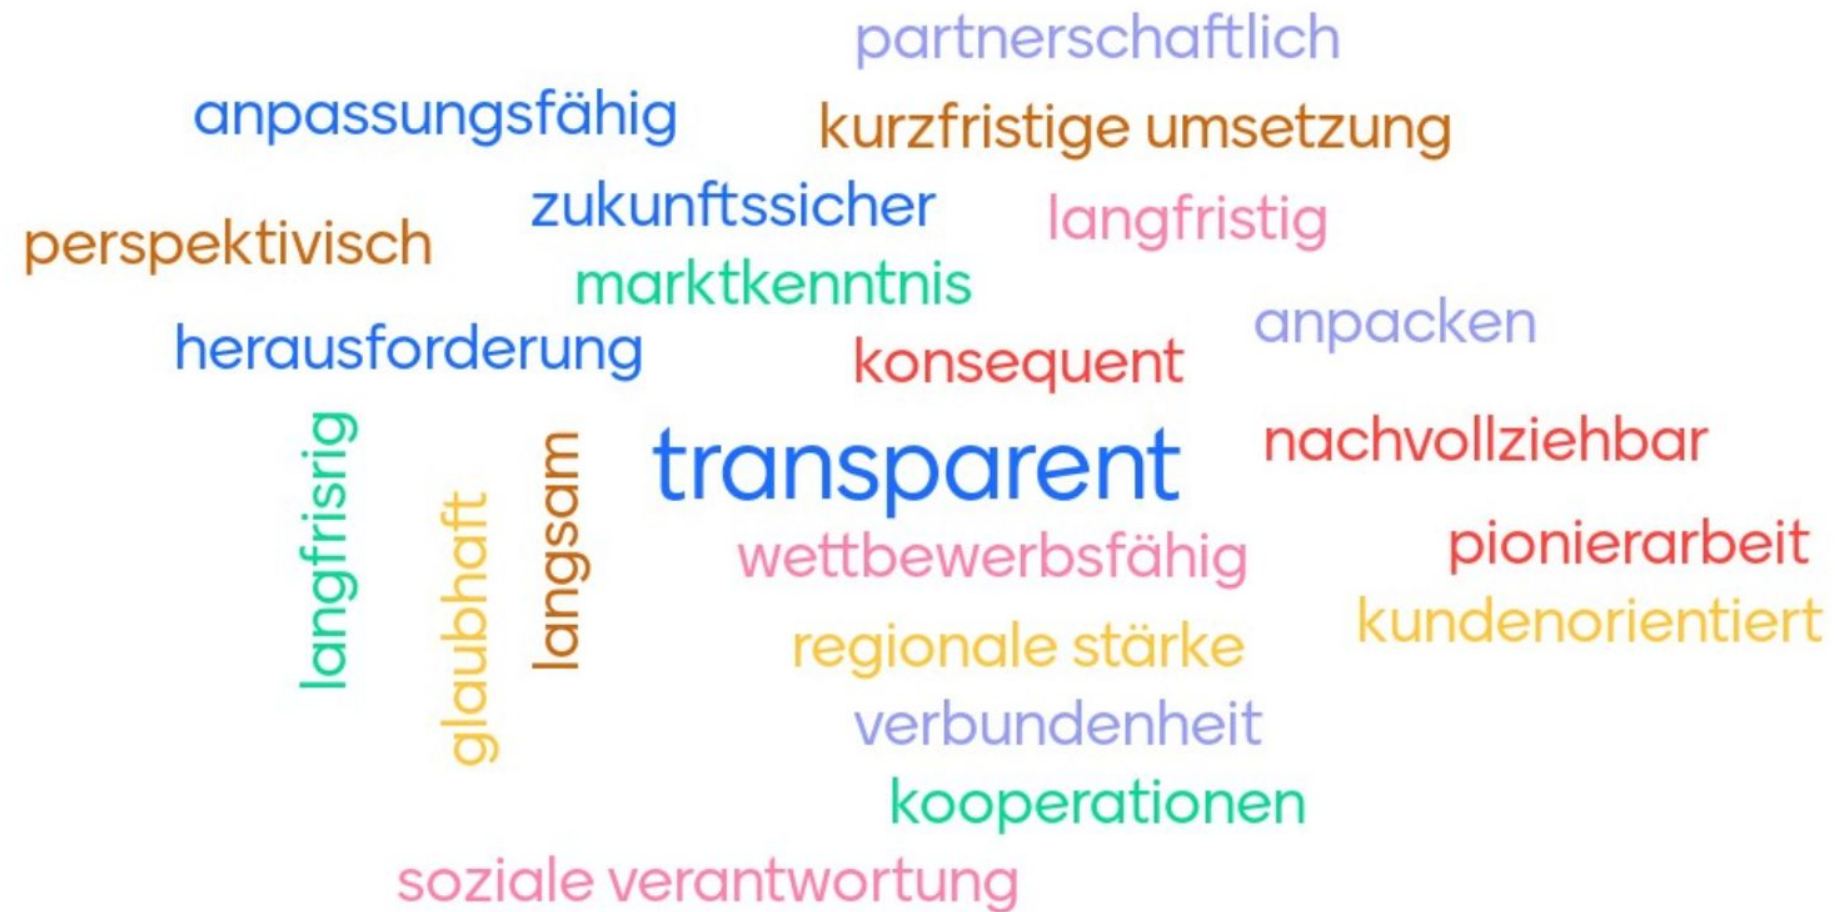 partnerschaftlich
anpassungsfähig
kurzfristige umsetzung
zukunftssicher
langfristig
perspektivisch
marktkenntnis
anpacken
herausforderung
konsequent
langfrisrig
glaubhaft
langsam
transparent
nachvollziehbar
wettbewerbsfähig
pionierarbeit
kundenorientiert
regionale stärke
verbundenheit
kooperationen
soziale verantwortung